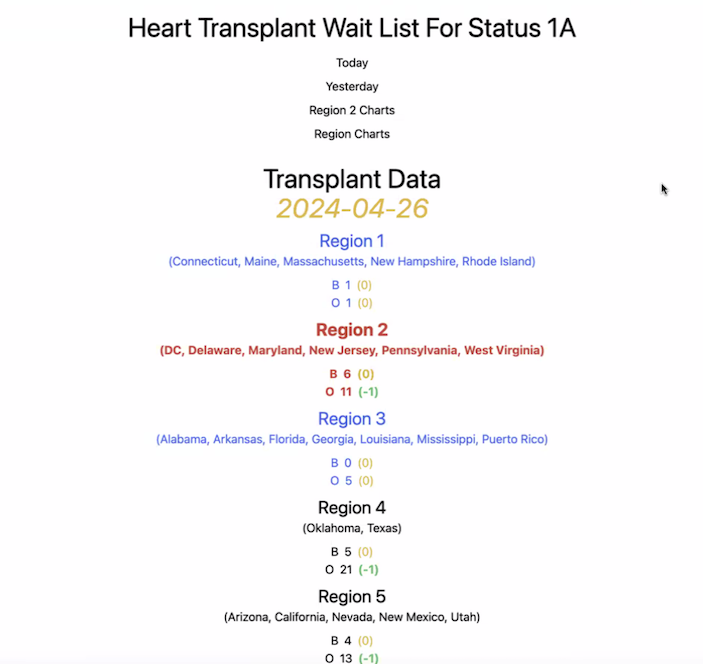 Heart Transplant Wait List For Status 1A
Today
Yesterday
Region 2 Charts
Region Charts
Transplant Data
2024-04-26
Region 1
(Connecticut, Maine, Massachusetts, New Hampshire, Rhode Island)
B 1 (0)
O 1 (0)
Region 2
(DC, Delaware, Maryland, New Jersey, Pennsylvania, West Virginia)
B 6 (0)
O 11 (-1)
Region 3
(Alabama, Arkansas, Florida, Georgia, Louisiana, Mississippi, Puerto Rico)
B 0 (0)
O 5 (0)
Region 4
(Oklahoma, Texas)
B 5 (0)
O 21 (-1)
Region 5
(Arizona, California, Nevada, New Mexico, Utah)
B 4 (0)
O 13 (-1)